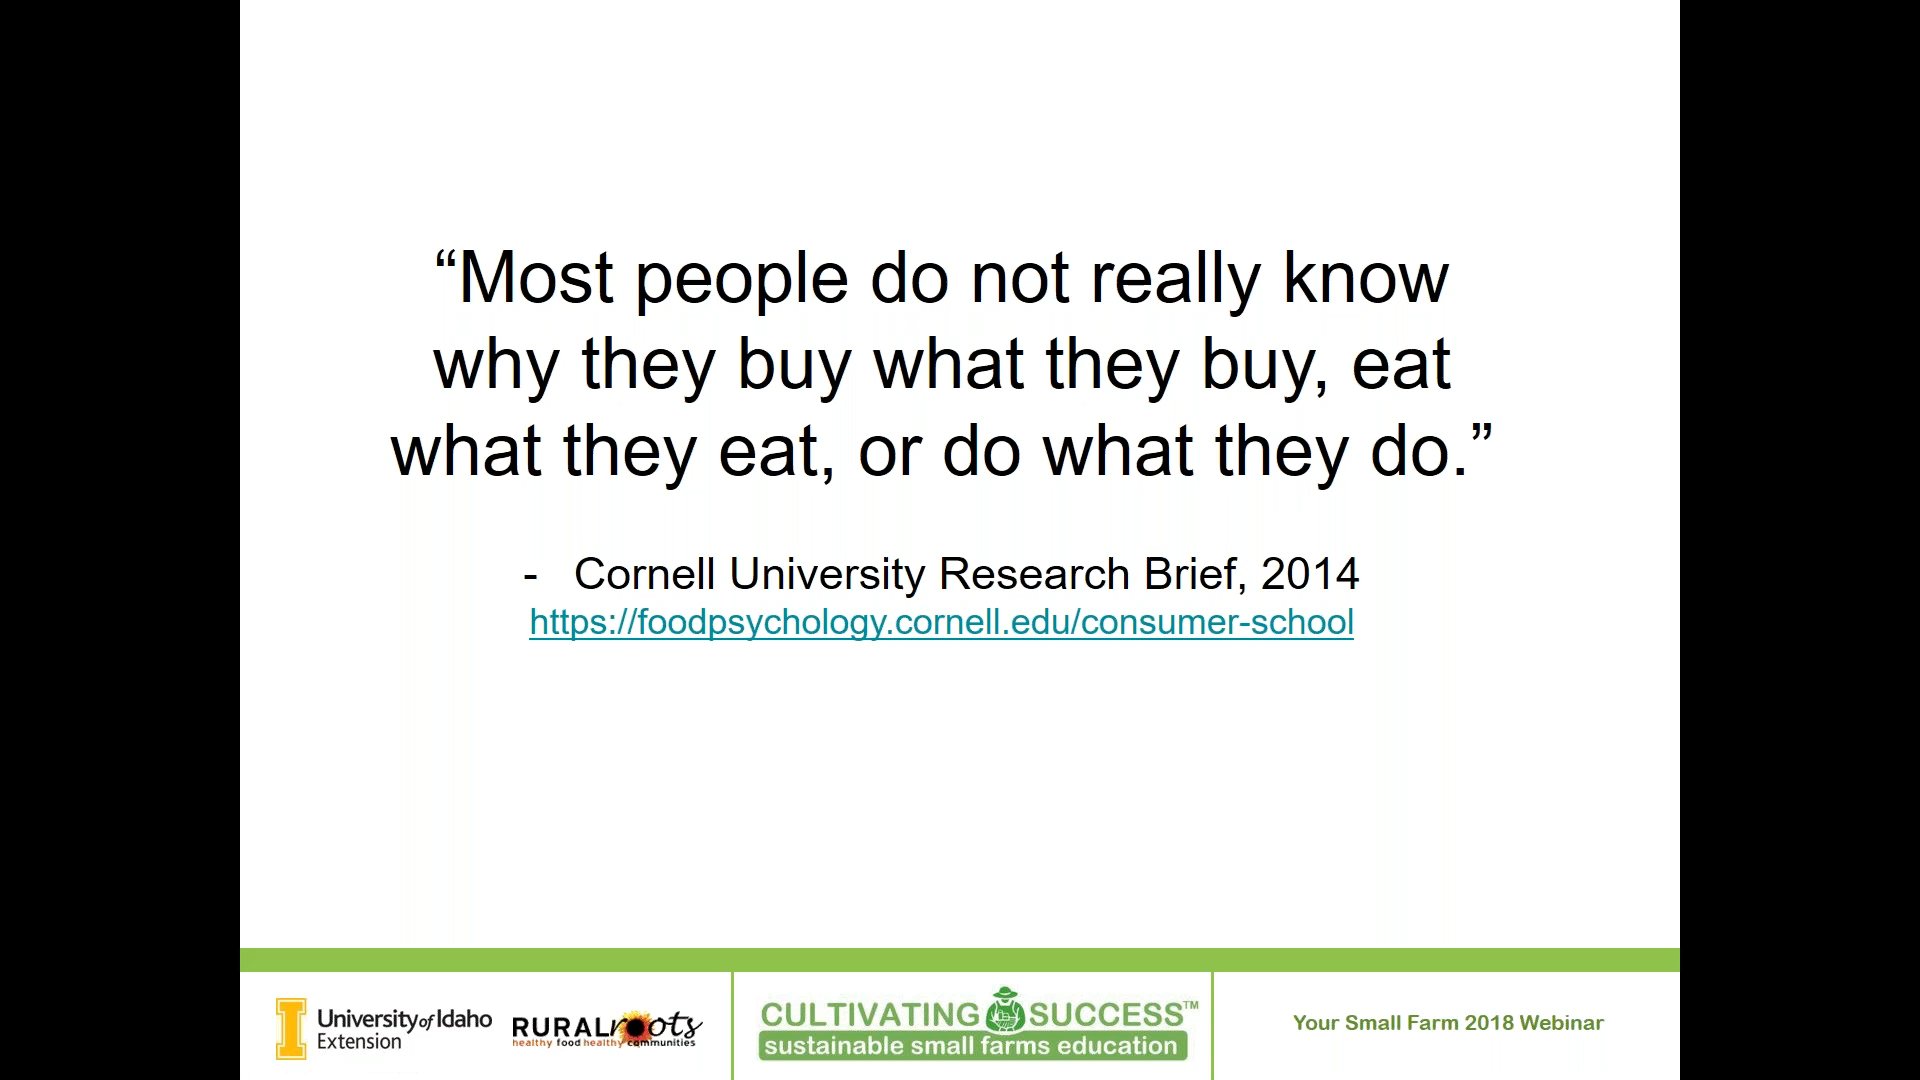 “Most people do not really know
why they buy what they buy, eat
what they eat, or do what they do.”
- Cornell University Research Brief, 2014
https://foodpsychology.cornell.edu/consumer-school
University of Idaho
Extension
RURALroots
healthy food healthy communities
CULTIVATING SUCCESS™
sustainable small farms education
Your Small Farm 2018 Webinar